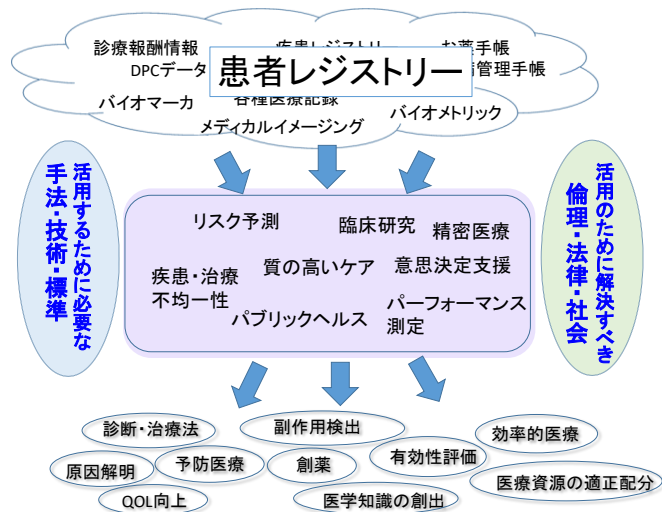 診療報酬情報
お薬手帳
DPCデータ
患者レジストリー
管理手帳
バイオマーカ
各種医療記録
バイオメトリック
メディカルイメージング
活用するために必要な
手法・技術・標準
活用のために解決すべき
倫理・法律・社会
リスク予測
臨床研究
精密医療
疾患・治療
不均一性
質の高いケア
意思決定支援
パブリックヘルス
パーフォーマンス
測定
診断・治療法
副作用検出
効率的医療
原因解明
予防医療
創薬
有効性評価
医療資源の適正配分
QOL向上
医学知識の創出